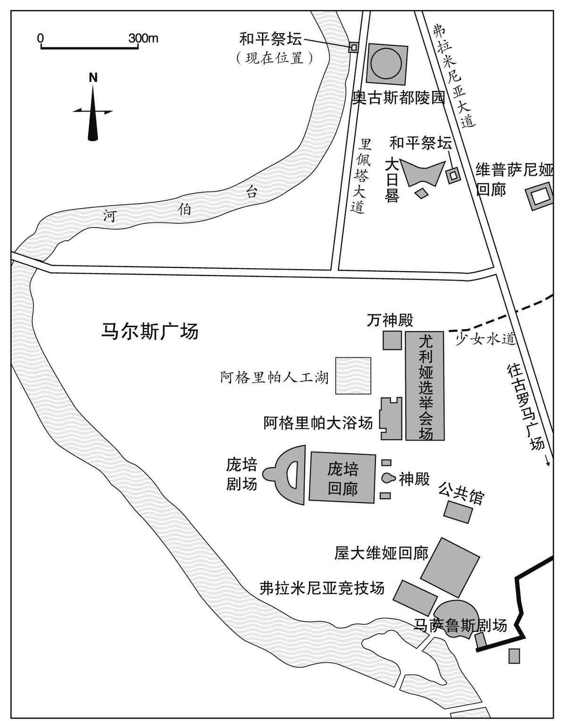 0 300m
N
和平祭坛
（现在位置）
奥古斯都陵园
弗拉米尼亚大道
里佩塔大道
和平祭坛
大日晷
维普萨尼娅
回廊
河伯台
马尔斯广场
万神殿
尤利娅选举会场
少女水道
阿格里帕人工湖
往古罗马广场
阿格里帕大浴场
庞培
剧场
庞培
回廊
神殿
公共馆
屋大维娅回廊
弗拉米尼亚竞技场
马萨鲁斯剧场